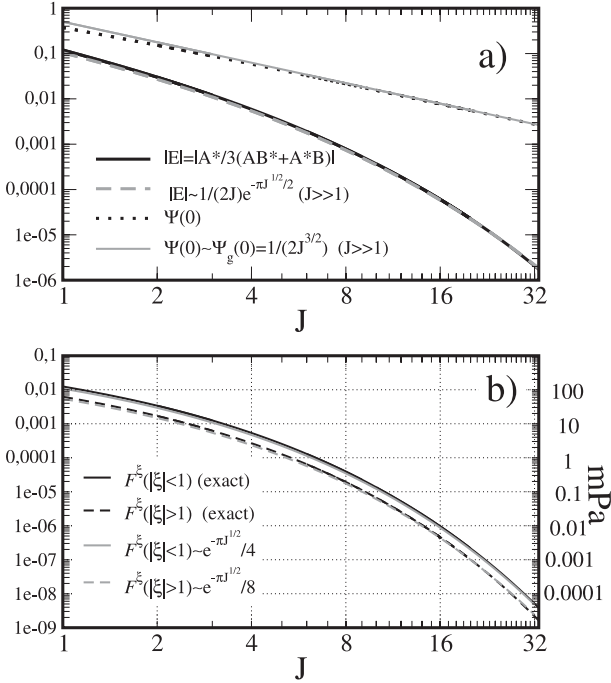 1
0.1
0.01
0,001
0,0001
1e-05
1e-06
a)
|E|=|A*/3(AB*+A*B)|
|E|~1/(2J)e^-πJ^1/2/2 (J>>1)
Ψ(0)
Ψ(0)~Ψg(0)=1/(2J^3/2) (J>>1)
1 2 4 8 16 32
J
0,1
0,01
0,001
0,0001
1e-05
1e-06
1e-07
1e-08
1e-09
b)
F^ξ(|ξ|<1) (exact)
F^ξ(|ξ|>1) (exact)
F^ξ(|ξ|<1)~e^-πJ^1/2/4
F^ξ(|ξ|>1)~e^-πJ^1/2/8
100
10
1
0.1
0.01
0.001
0.0001
mPa
1 2 4 8 16 32
J